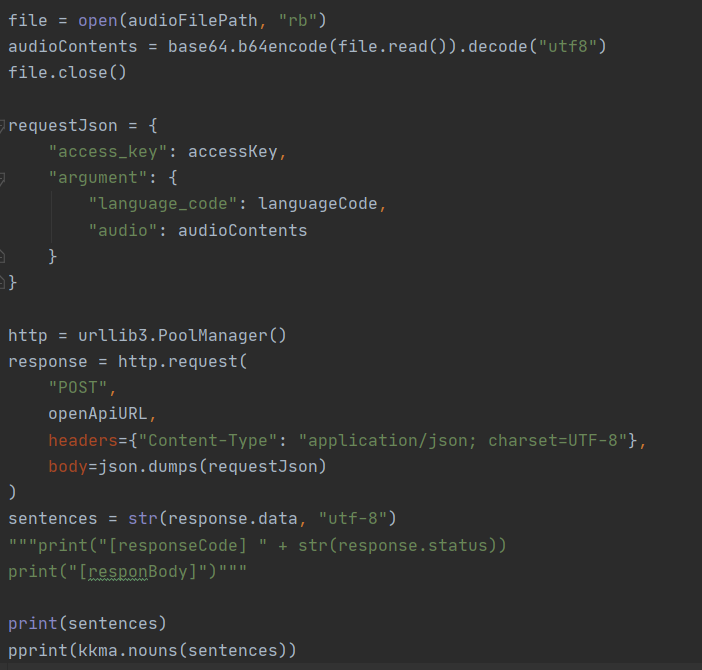 file = open(audioFilePath, "rb")
audioContents = base64.b64encode(file.read()).decode("utf8")
file.close()
requestJson = {
    "access_key": accessKey,
    "argument": {
        "language_code": languageCode,
        "audio": audioContents
    }
}
http = urllib3.PoolManager()
response = http.request(
    "POST",
    openApiURL,
    headers={"Content-Type": "application/json; charset=UTF-8"},
    body=json.dumps(requestJson)
)
sentences = str(response.data, "utf-8")
"""print("[responseCode] " + str(response.status))
print("[responBody]")"""
print(sentences)
pprint(kkma.nouns(sentences))